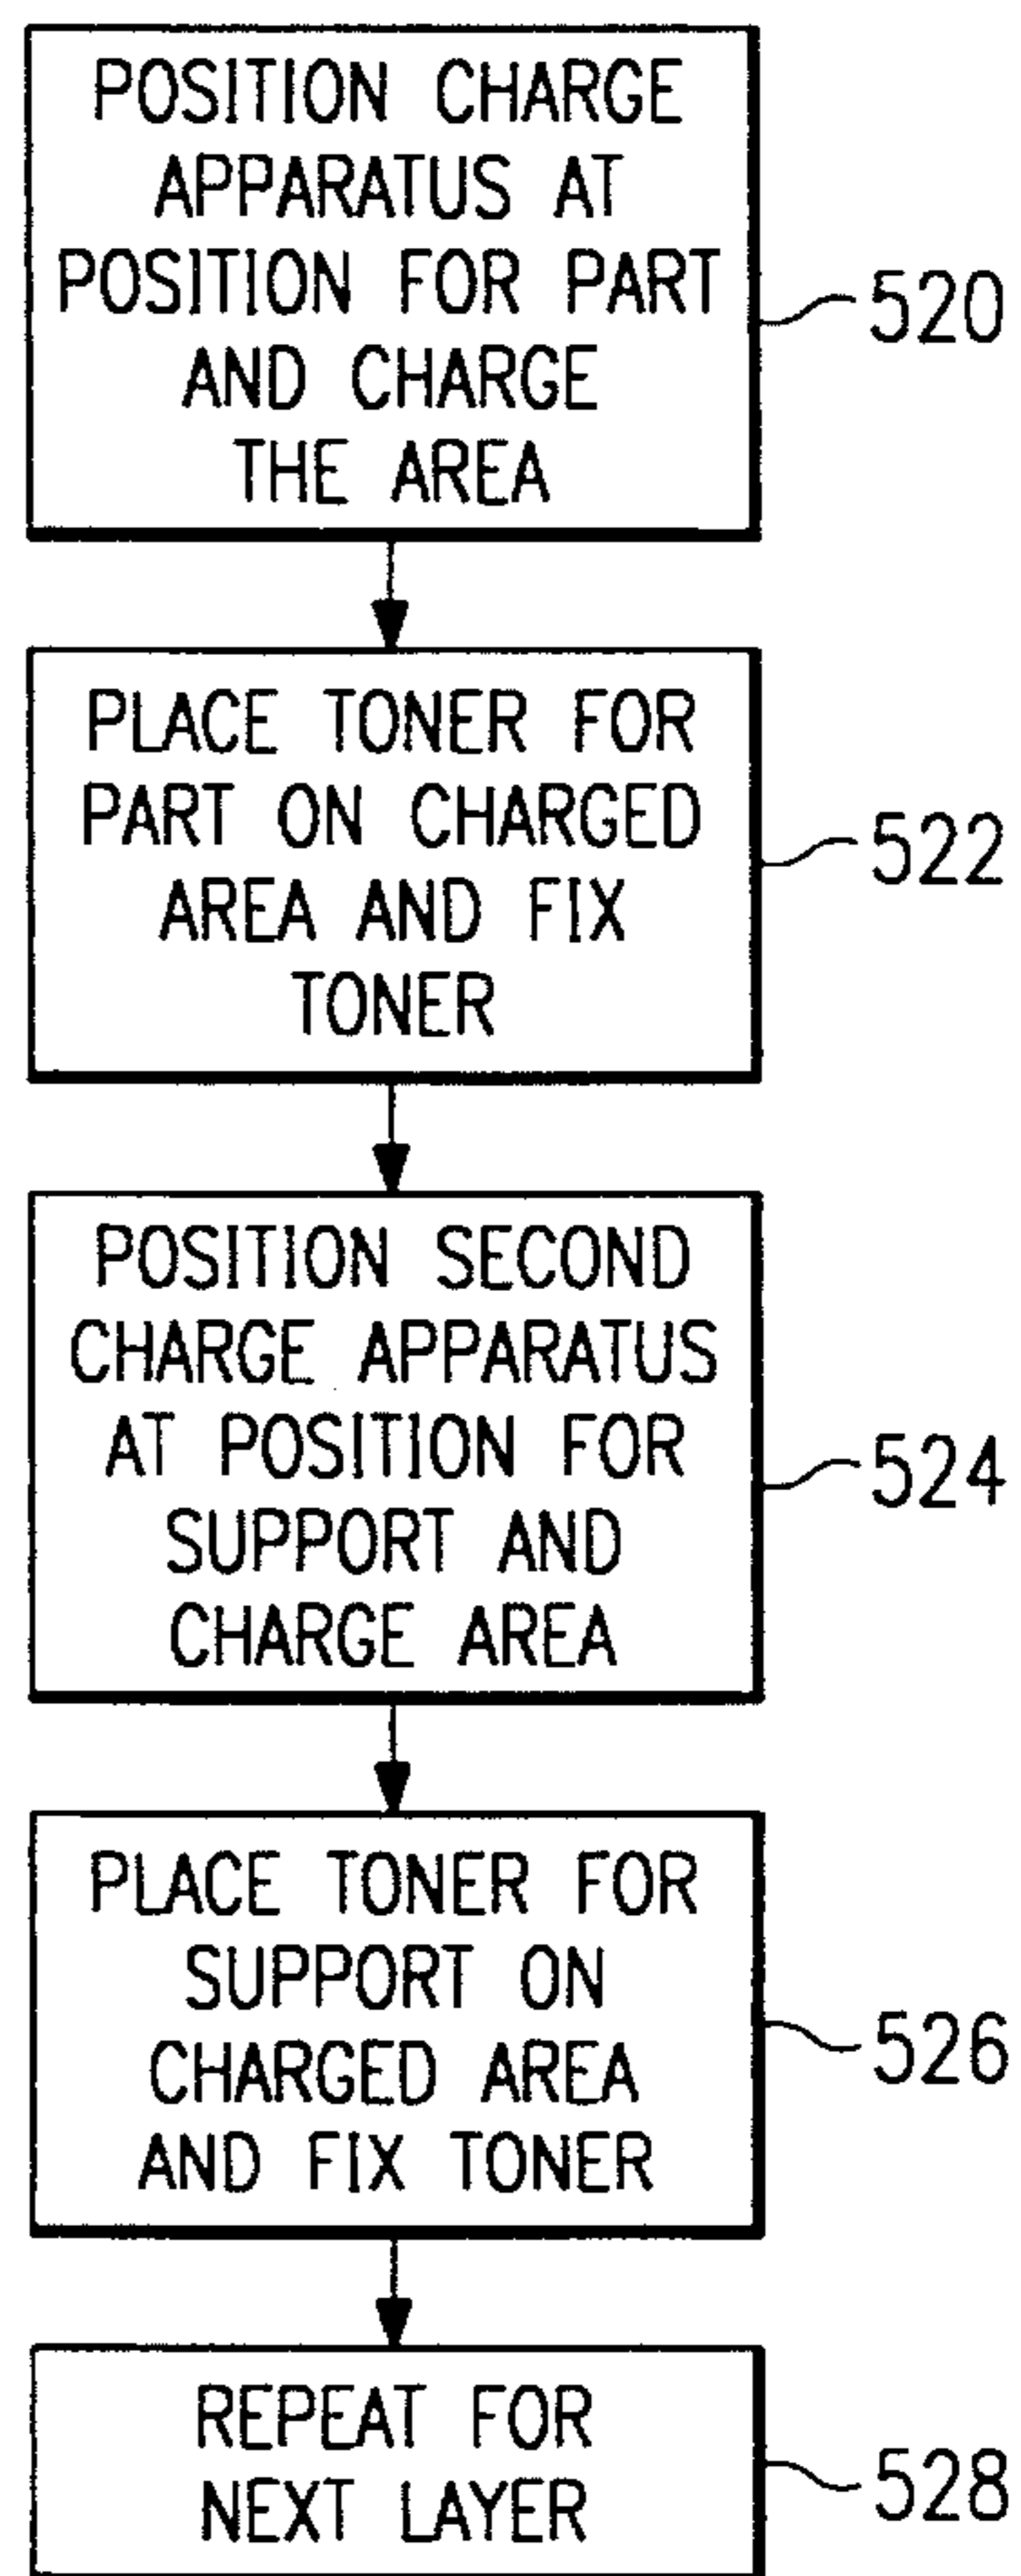 POSITION CHARGE
APPARATUS AT
POSITION FOR PART
AND CHARGE
THE AREA
520
PLACE TONER FOR
PART ON CHARGED
AREA AND FIX
TONER
522
POSITION SECOND
CHARGE APPARATUS
AT POSITION FOR
SUPPORT AND
CHARGE AREA
524
PLACE TONER FOR
SUPPORT ON
CHARGED AREA
AND FIX TONER
526
REPEAT FOR
NEXT LAYER
528